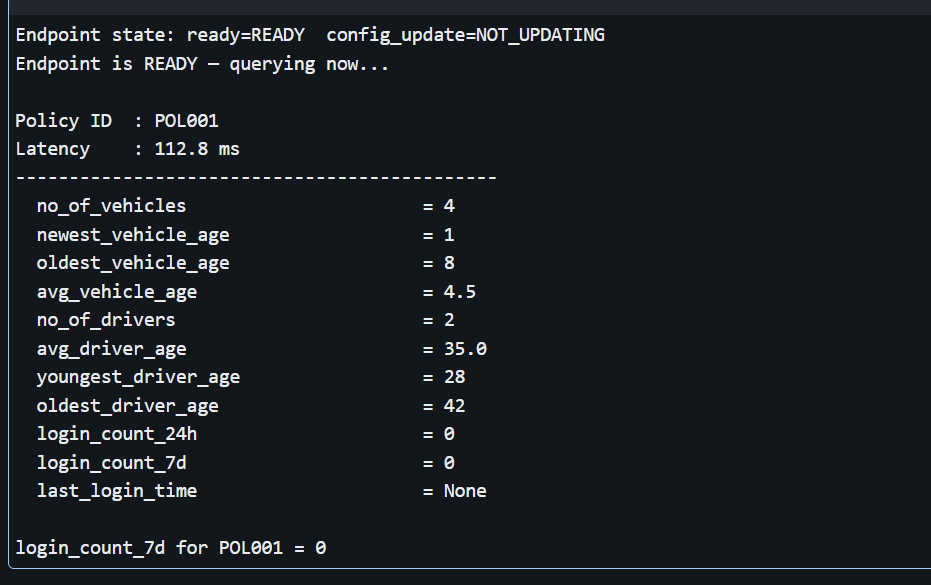 Endpoint state: ready=READY  config_update=NOT_UPDATING
Endpoint is READY — querying now...
Policy ID  : POL001
Latency    : 112.8 ms
---------------------------------------------
  no_of_vehicles                      = 4
  newest_vehicle_age                  = 1
  oldest_vehicle_age                  = 8
  avg_vehicle_age                     = 4.5
  no_of_drivers                       = 2
  avg_driver_age                      = 35.0
  youngest_driver_age                 = 28
  oldest_driver_age                   = 42
  login_count_24h                     = 0
  login_count_7d                      = 0
  last_login_time                     = None
login_count_7d for POL001 = 0